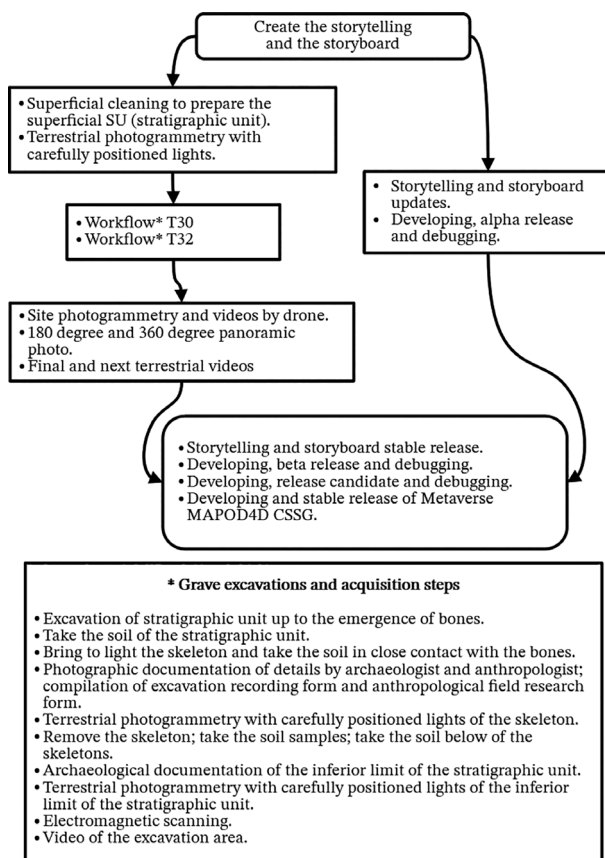 Create the storytelling
and the storyboard
• Superficial cleaning to prepare the
superficial SU (stratigraphic unit).
• Terrestrial photogrammetry with
carefully positioned lights.
• Storytelling and storyboard
updates.
• Developing, alpha release
and debugging.
• Workflow* T30
• Workflow* T32
• Site photogrammetry and videos by drone.
• 180 degree and 360 degree panoramic
photo.
• Final and next terrestrial videos
• Storytelling and storyboard stable release.
• Developing, beta release and debugging.
• Developing, release candidate and debugging.
• Developing and stable release of Metaverse
MAPOD4D CSSG.
* Grave excavations and acquisition steps
• Excavation of stratigraphic unit up to the emergence of bones.
• Take the soil of the stratigraphic unit.
• Bring to light the skeleton and take the soil in close contact with the bones.
• Photographic documentation of details by archaeologist and anthropologist;
compilation of excavation recording form and anthropological field research
form.
• Terrestrial photogrammetry with carefully positioned lights of the skeleton.
• Remove the skeleton; take the soil samples; take the soil below of the
skeletons.
• Archaeological documentation of the inferior limit of the stratigraphic unit.
• Terrestrial photogrammetry with carefully positioned lights of the inferior
limit of the stratigraphic unit.
• Electromagnetic scanning.
• Video of the excavation area.